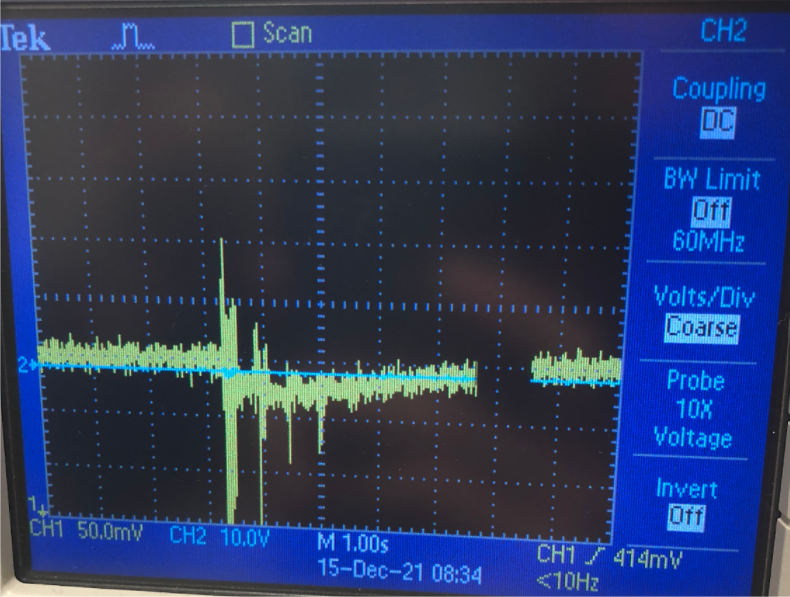 Tek Scan CH2
Coupling
DC
BW Limit
Off
60MHz
Volts/Div
Coarse
2
Probe
10X
Voltage
Invert
Off
1
CH1 50.0mV CH2 10.0V M 1.00s CH1 414mV
15-Dec-21 08:34 <10Hz